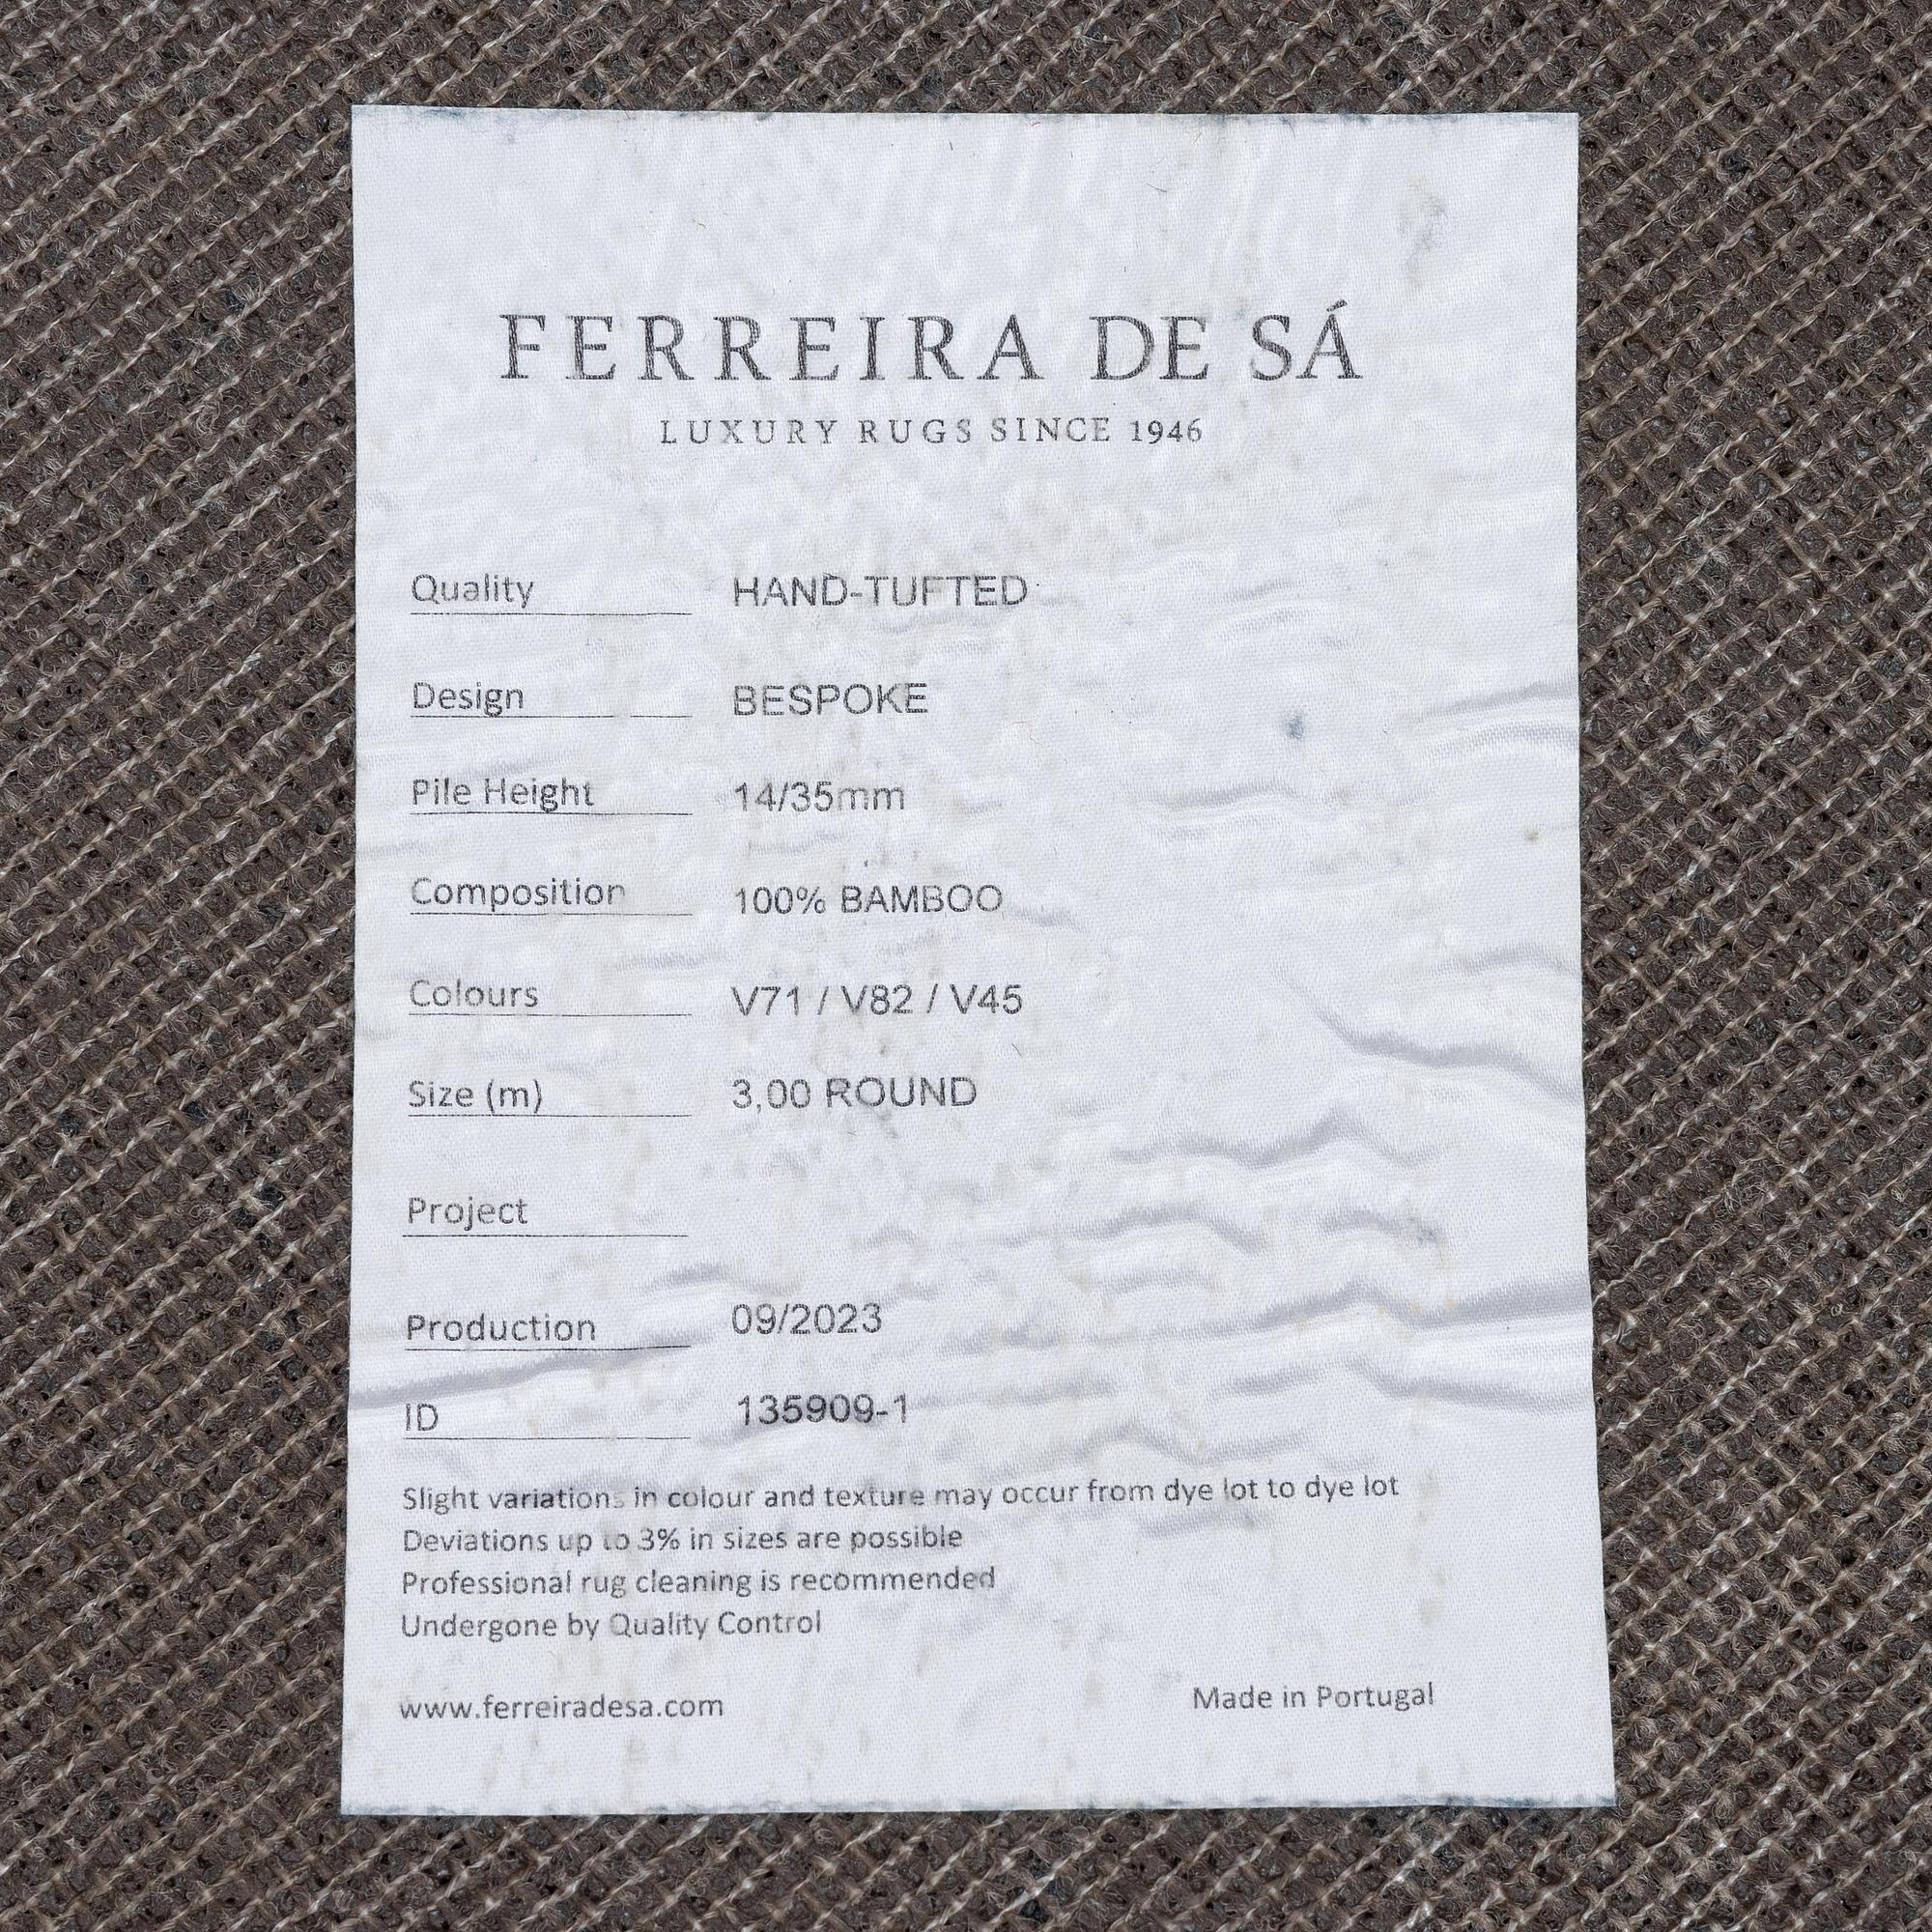 FERREIRA DE SÁ
LUXURY RUGS SINCE 1946
Quality HAND-TUFTED
Design BESPOKE
Pile Height 14/35mm
Composition 100% BAMBOO
Colours V71 / V82 / V45
Size (m) 3,00 ROUND
Project
Production 09/2023
ID 135909-1
Slight variations in colour and texture may occur from dye lot to dye lot
Deviations up to 3% in sizes are possible
Professional rug cleaning is recommended
Undergone by Quality Control
www.ferreiradesa.com Made in Portugal